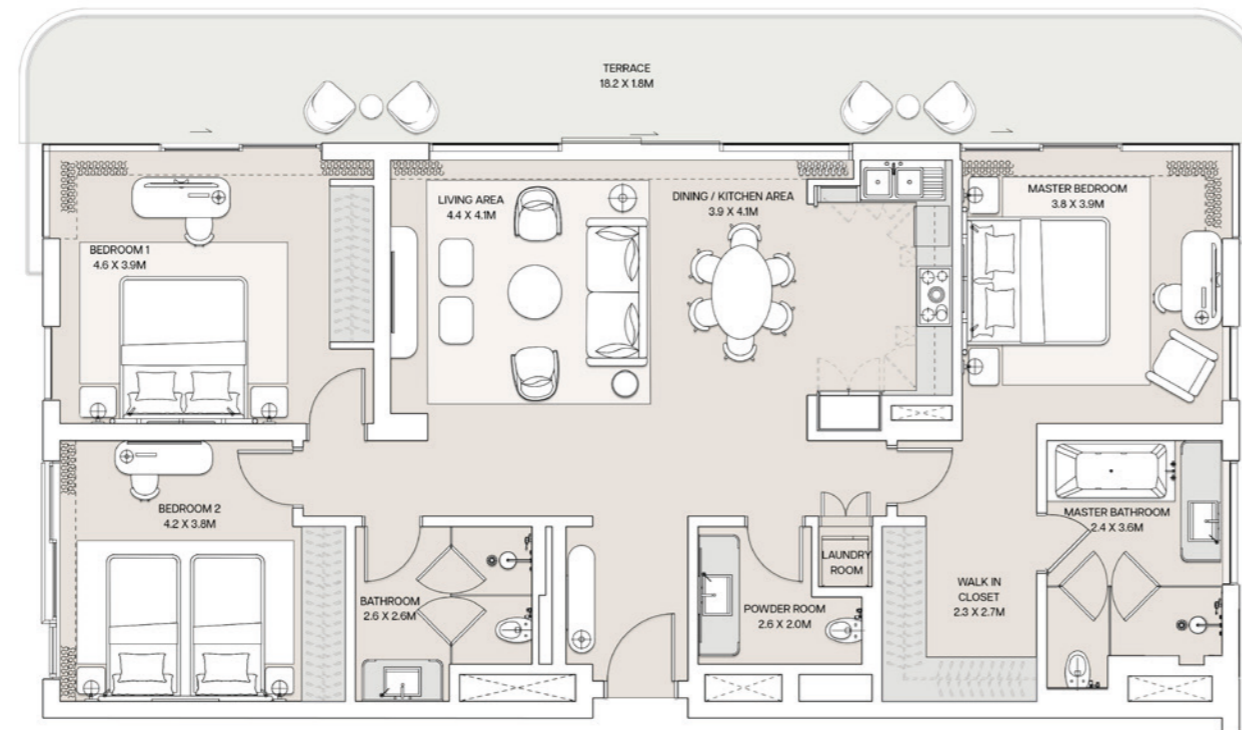 TERRACE
18.2 X 1.8M
LIVING AREA
4.4 X 4.1M
DINING / KITCHEN AREA
3.9 X 4.1M
MASTER BEDROOM
3.8 X 3.9M
BEDROOM 1
4.6 X 3.9M
BEDROOM 2
4.2 X 3.8M
MASTER BATHROOM
2.4 X 3.6M
LAUNDRY
ROOM
WALK IN
CLOSET
2.3 X 2.7M
BATHROOM
2.6 X 2.6M
POWDER ROOM
2.6 X 2.0M